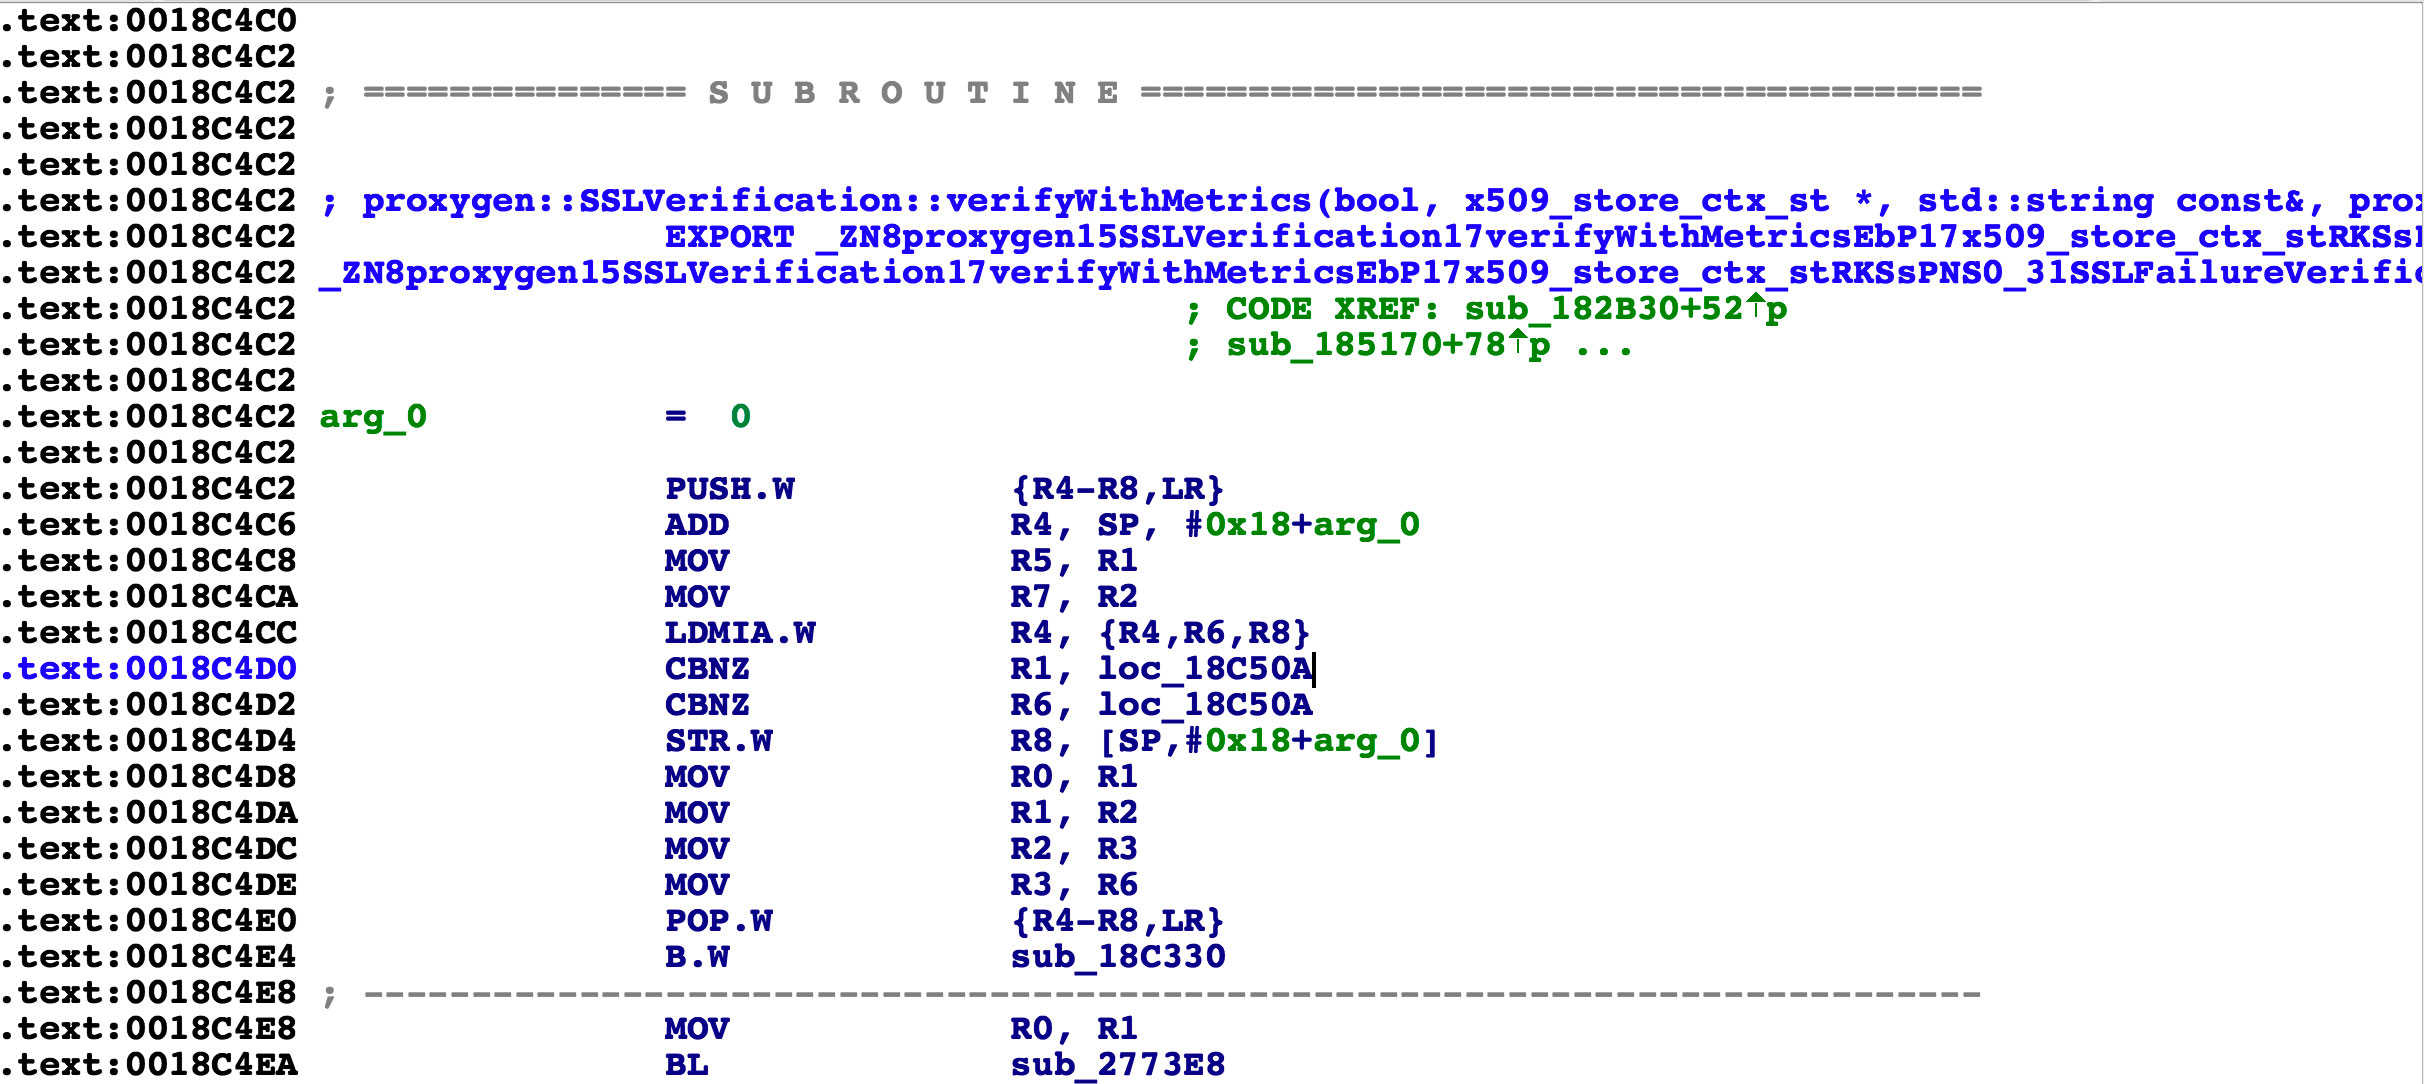 .text:0018C4C0
.text:0018C4C2
.text:0018C4C2 ; =============== S U B R O U T I N E =======================================
.text:0018C4C2
.text:0018C4C2
.text:0018C4C2 ; proxygen::SSLVerification::verifyWithMetrics(bool, x509_store_ctx_st *, std::string const&, prox
.text:0018C4C2 EXPORT _ZN8proxygen15SSLVerification17verifyWithMetricsEbP17x509_store_ctx_stRKSsP
.text:0018C4C2 _ZN8proxygen15SSLVerification17verifyWithMetricsEbP17x509_store_ctx_stRKSsPNS0_31SSLFailureVerific
.text:0018C4C2 ; CODE XREF: sub_182B30+52↑p
.text:0018C4C2 ; sub_185170+78↑p ...
.text:0018C4C2
.text:0018C4C2 arg_0 = 0
.text:0018C4C2
.text:0018C4C2 PUSH.W {R4-R8,LR}
.text:0018C4C6 ADD R4, SP, #0x18+arg_0
.text:0018C4C8 MOV R5, R1
.text:0018C4CA MOV R7, R2
.text:0018C4CC LDMIA.W R4, {R4,R6,R8}
.text:0018C4D0 CBNZ R1, loc_18C50A
.text:0018C4D2 CBNZ R6, loc_18C50A
.text:0018C4D4 STR.W R8, [SP,#0x18+arg_0]
.text:0018C4D8 MOV R0, R1
.text:0018C4DA MOV R1, R2
.text:0018C4DC MOV R2, R3
.text:0018C4DE MOV R3, R6
.text:0018C4E0 POP.W {R4-R8,LR}
.text:0018C4E4 B.W sub_18C330
.text:0018C4E8 ; ---------------------------------------------------------------------------
.text:0018C4E8 MOV R0, R1
.text:0018C4EA BL sub_2773E8